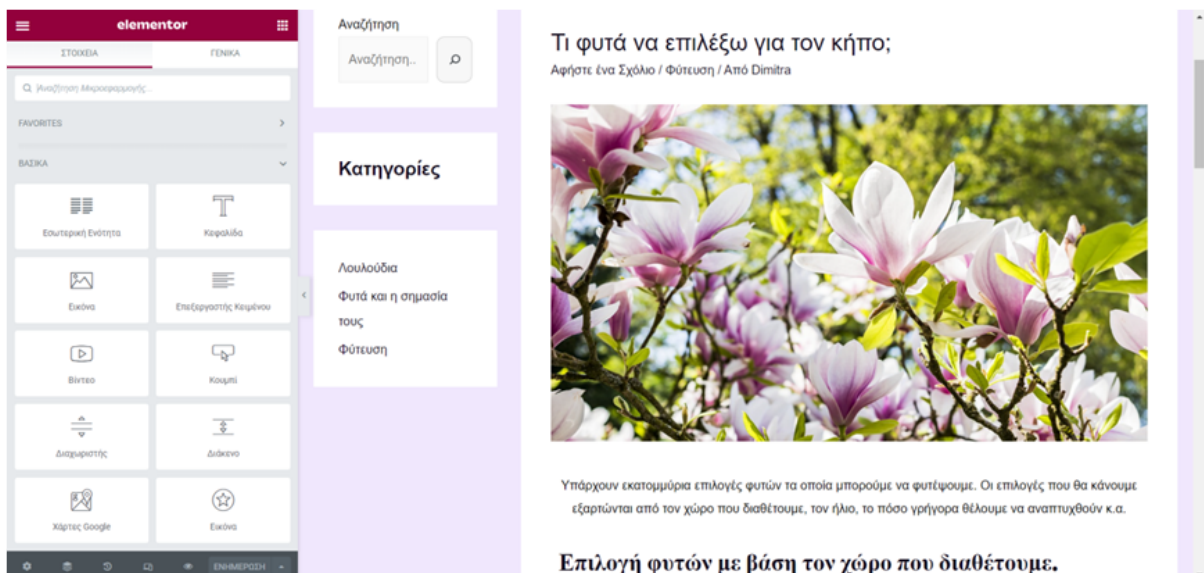 elementor
ΣΤΟΙΧΕΙΑ
ΓΕΝΙΚΑ
Αναζήτηση Μικροεφαρμογής...
FAVORITES
ΒΑΣΙΚΑ
Εσωτερική Ενότητα
Κεφαλίδα
Εικόνα
Επεξεργαστής Κειμένου
Βίντεο
Κουμπί
Διαχωριστής
Διάκενο
Χάρτες Google
Εικόνα
ΕΝΗΜΕΡΩΣΗ
Αναζήτηση
Αναζήτηση..
Κατηγορίες
Λουλούδια
Φυτά και η σημασία
τους
Φύτευση
Τι φυτά να επιλέξω για τον κήπο;
Αφήστε ένα Σχόλιο / Φύτευση / Από Dimitra
Υπάρχουν εκατομμύρια επιλογές φυτών τα οποία μπορούμε να φυτέψουμε. Οι επιλογές που θα κάνουμε
εξαρτώνται από τον χώρο που διαθέτουμε, τον ήλιο, το πόσο γρήγορα θέλουμε να αναπτυχθούν κ.α.
Επιλογή φυτών με βάση τον χώρο που διαθέτουμε.